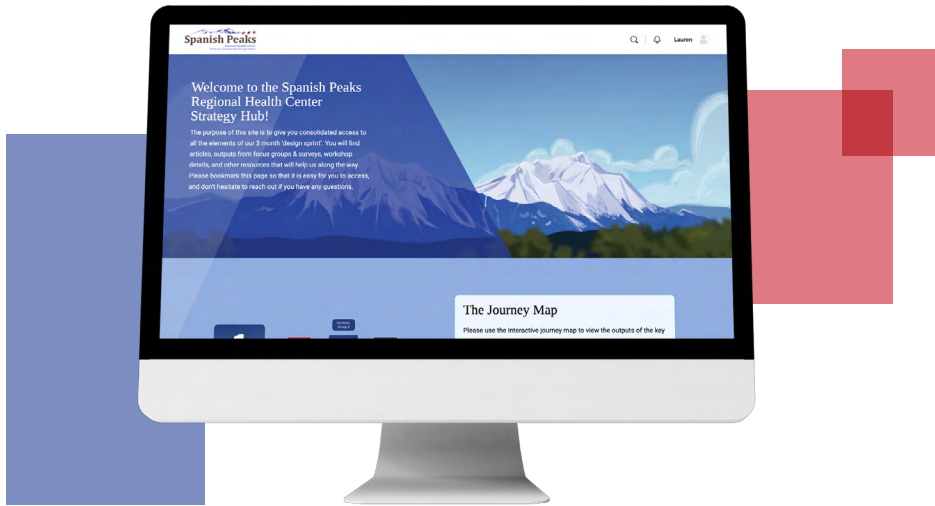 Spanish Peaks
Lauren
Welcome to the Spanish Peaks
Regional Health Center
Strategy Hub!
The purpose of this site is to give you consolidated access to
all the elements of our 3 month 'design sprint'. You will find
articles, outputs from focus groups & surveys, workshop
details, and other resources that will help us along the way.
Please bookmark this page so that it is easy for you to access,
and don't hesitate to reach out if you have any questions.
The Journey Map
Please use the interactive journey map to view the outputs of the key